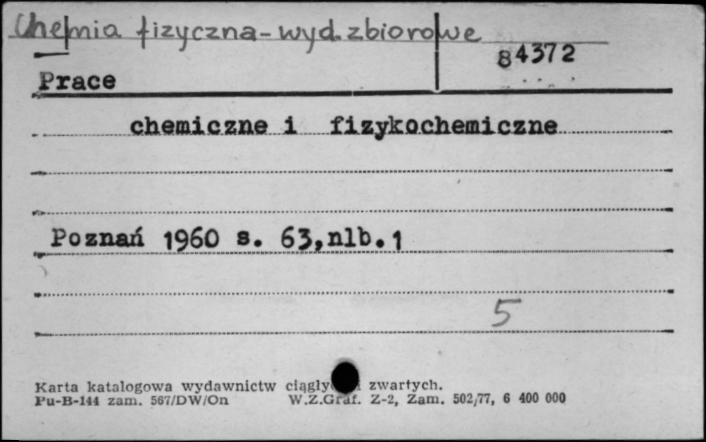 Chemia fizyczna - wyd. zbiorowe
84372
Prace
chemiczne i fizykochemiczne
Poznań 1960 s. 63, nlb. 1
5
Karta katalogowa wydawnictw zwartych.
Pu-B-144 zam. 567/DW/On W.Z.Graf. Z-2, Zam. 502/77, 6 400 000